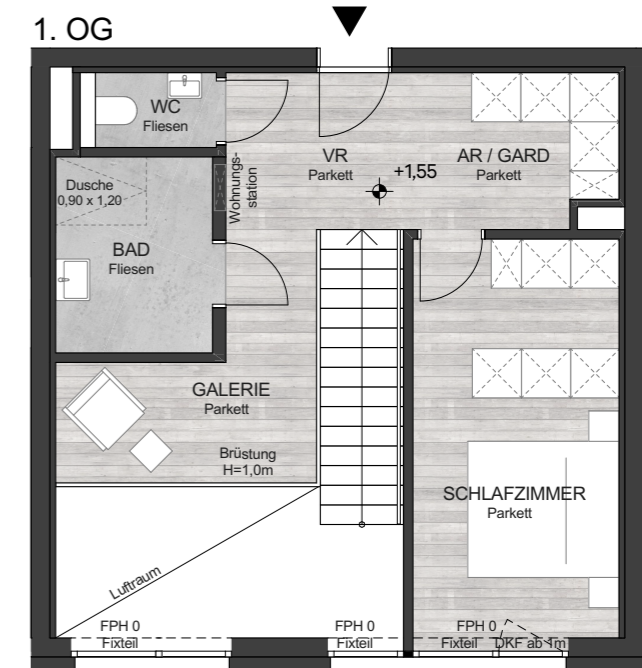 1. OG
WC
Fliesen
Dusche
0,90 x 1,20
Wohnungs-
station
VR
Parkett
+1,55
AR / GARD
Parkett
BAD
Fliesen
GALERIE
Parkett
Brüstung
H=1,0m
SCHLAFZIMMER
Parkett
Luftraum
FPH 0
Fixteil
FPH 0
Fixteil
FPH 0
Fixteil
DKF ab 1m